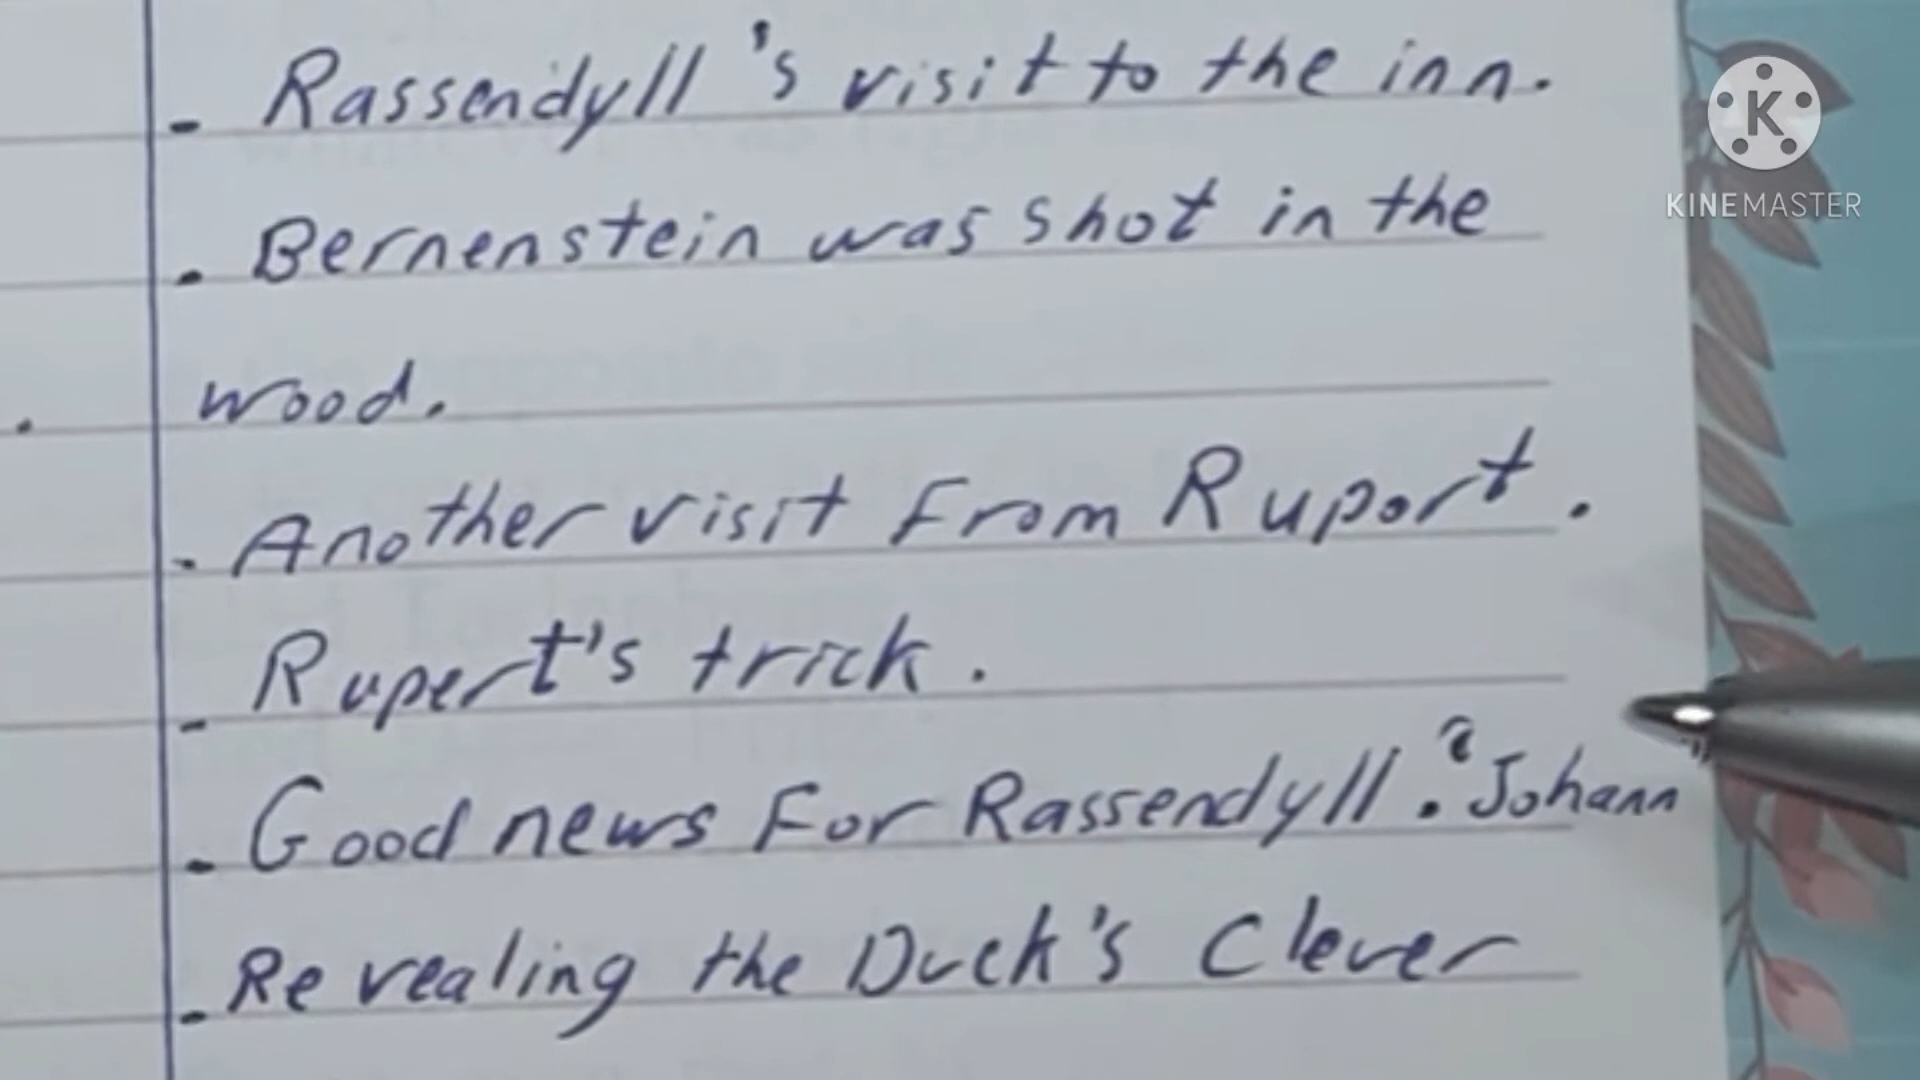 - Rassendyll's visit to the inn.
- Bernenstein was shot in the
wood.
- Another visit From Ruport.
- Rupert's trick.
- Good news For Rassendyll. Johann
- Revealing the Duck's Clever
K
KINEMASTER